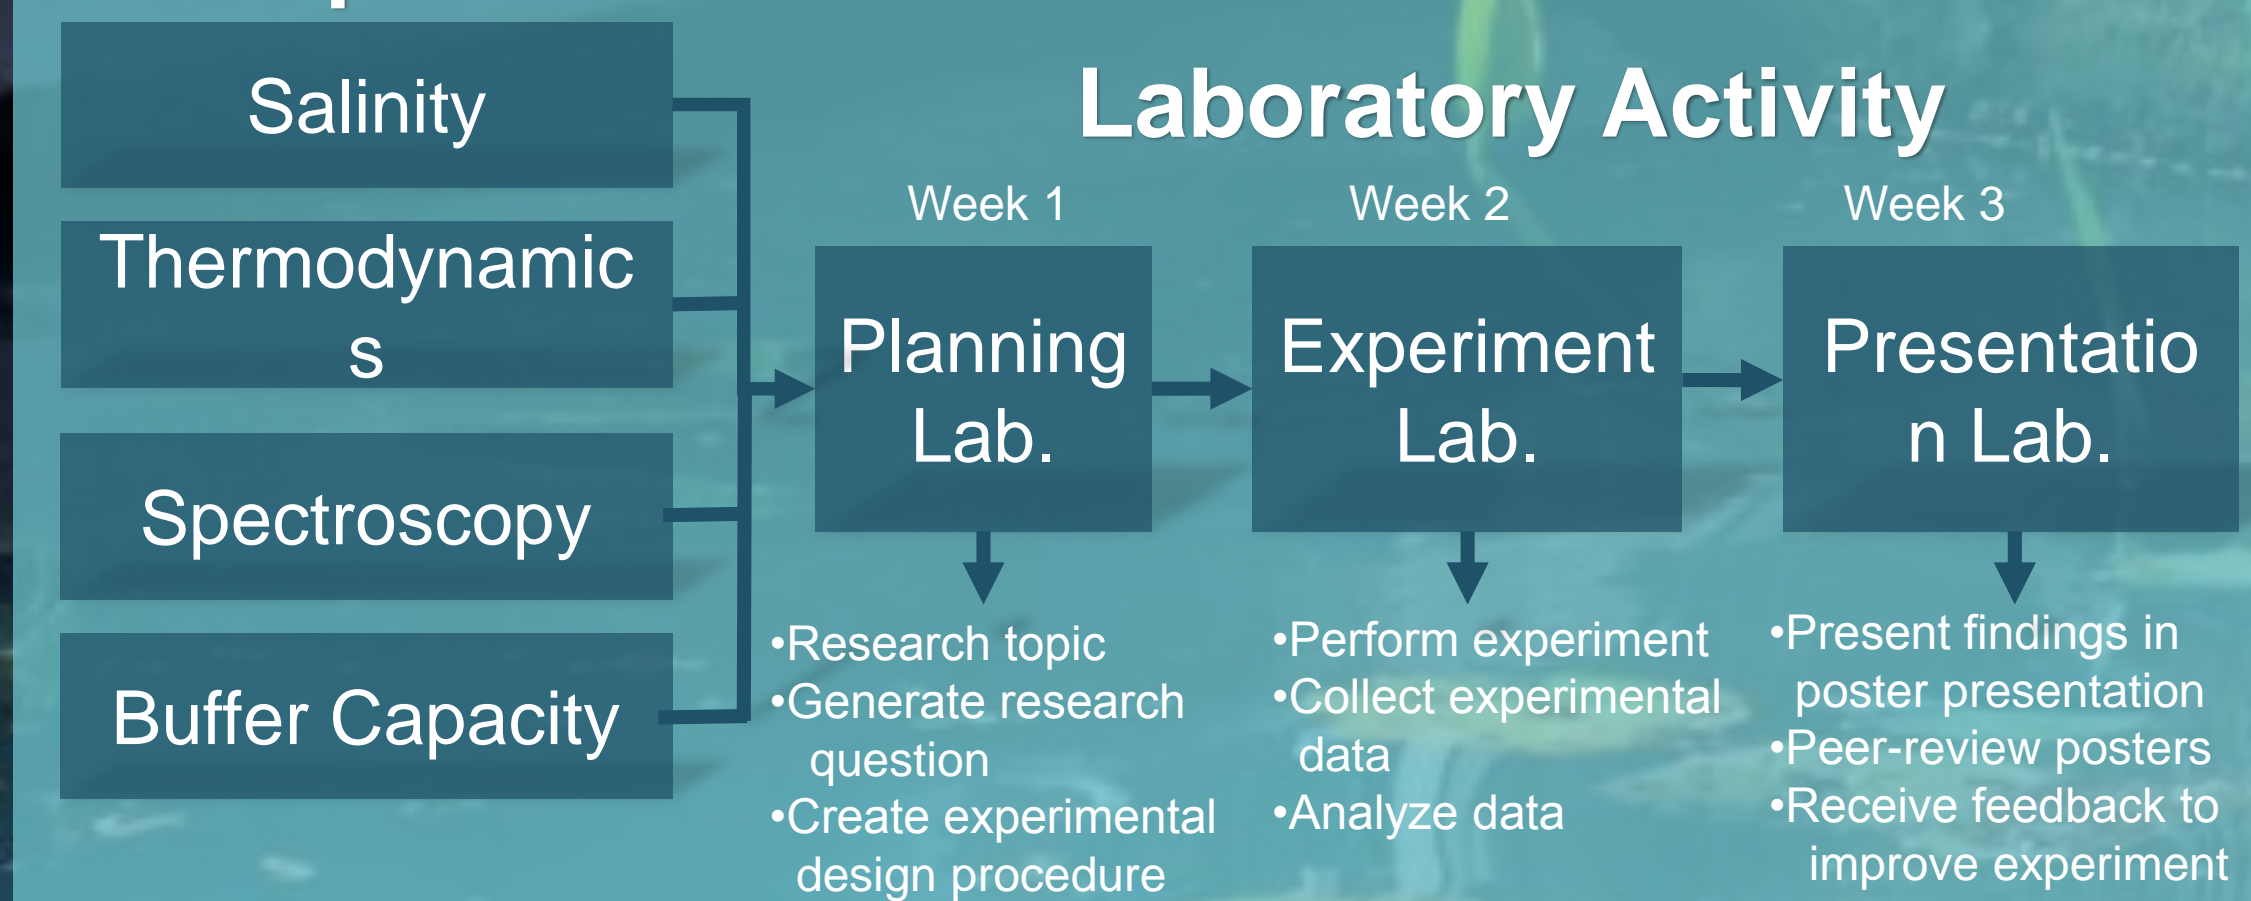 Salinity
Thermodynamic
s
Spectroscopy
Buffer Capacity
Laboratory Activity
Week 1
Planning
Lab.
•Research topic
•Generate research
question
•Create experimental
design procedure
Week 2
Experiment
Lab.
•Perform experiment
•Collect experimental
data
•Analyze data
Week 3
Presentatio
n Lab.
•Present findings in
poster presentation
•Peer-review posters
•Receive feedback to
improve experiment